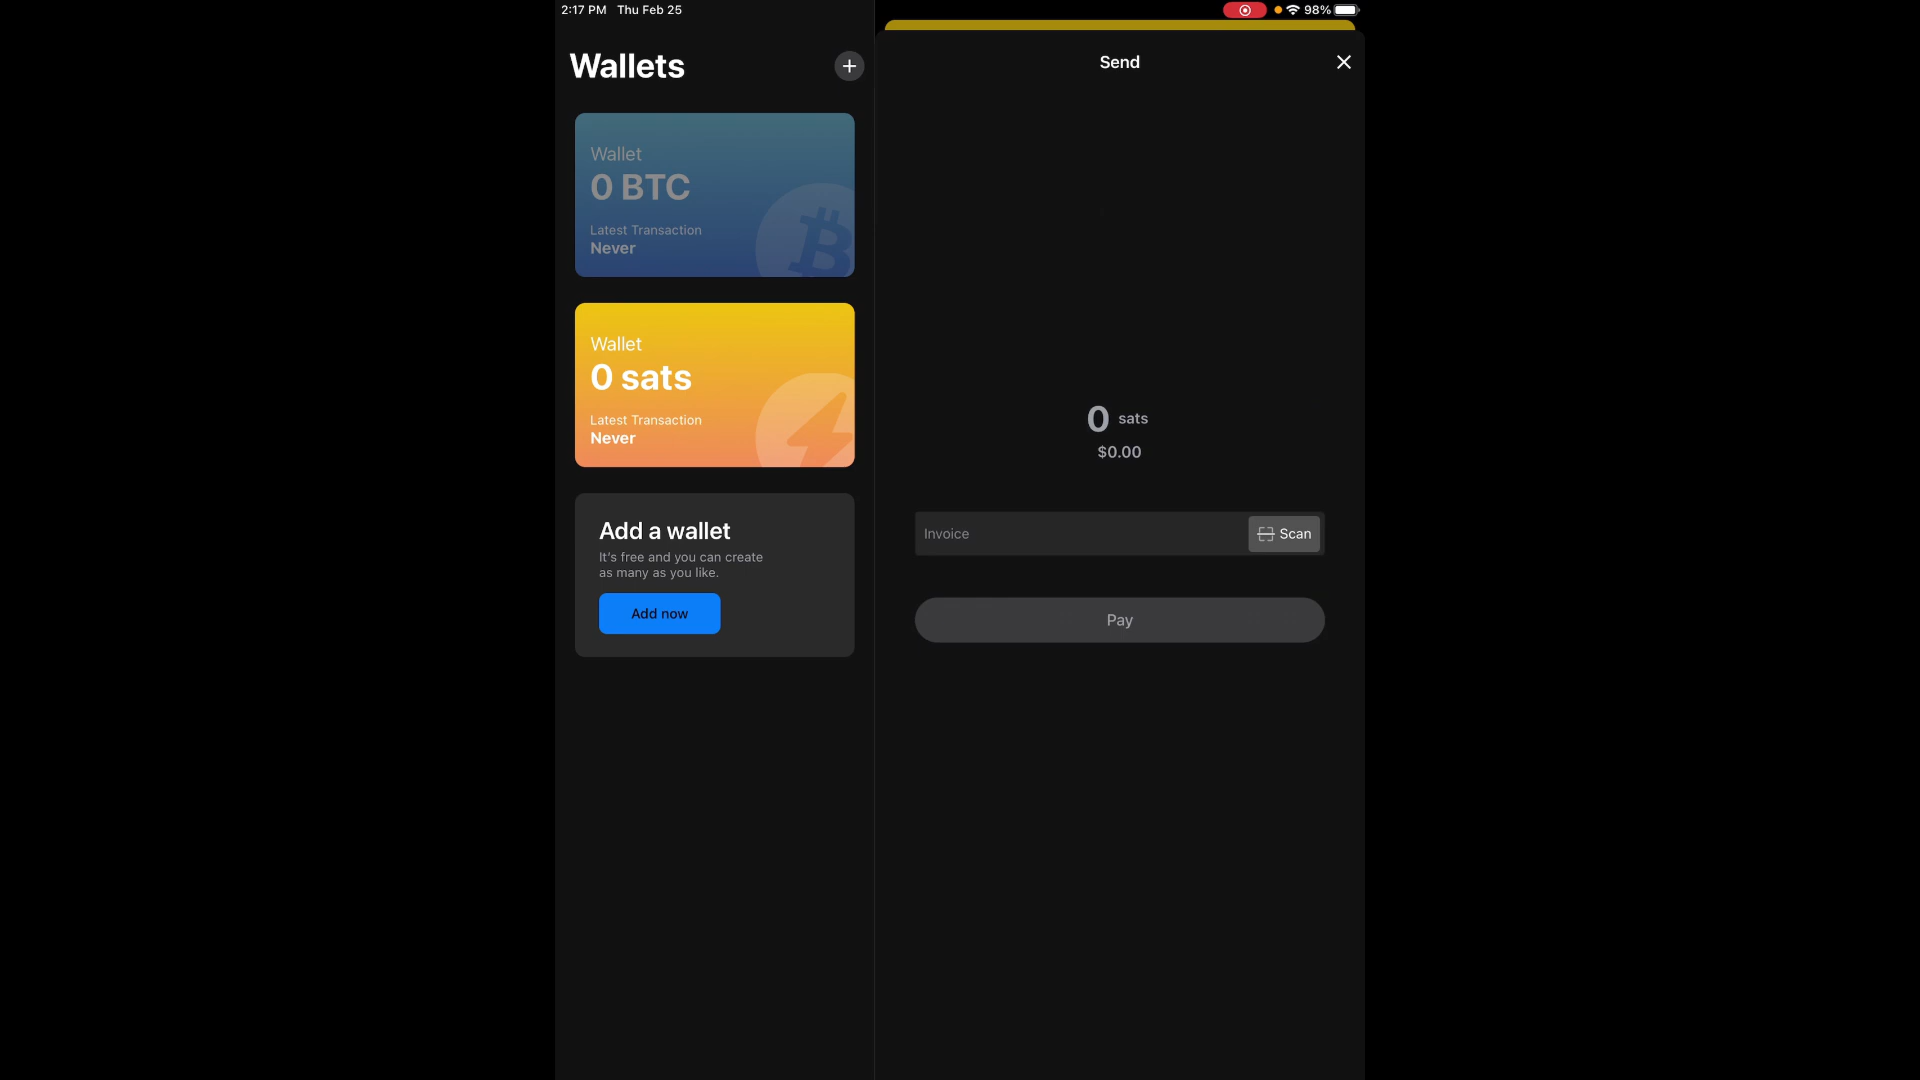 2:17 PM Thu Feb 25
98%
Wallets
Wallet
0 BTC
Latest Transaction
Never
Wallet
0 sats
Latest Transaction
Never
Add a wallet
It's free and you can create
as many as you like.
Add now
Send
0 sats
$0.00
Invoice
Scan
Pay